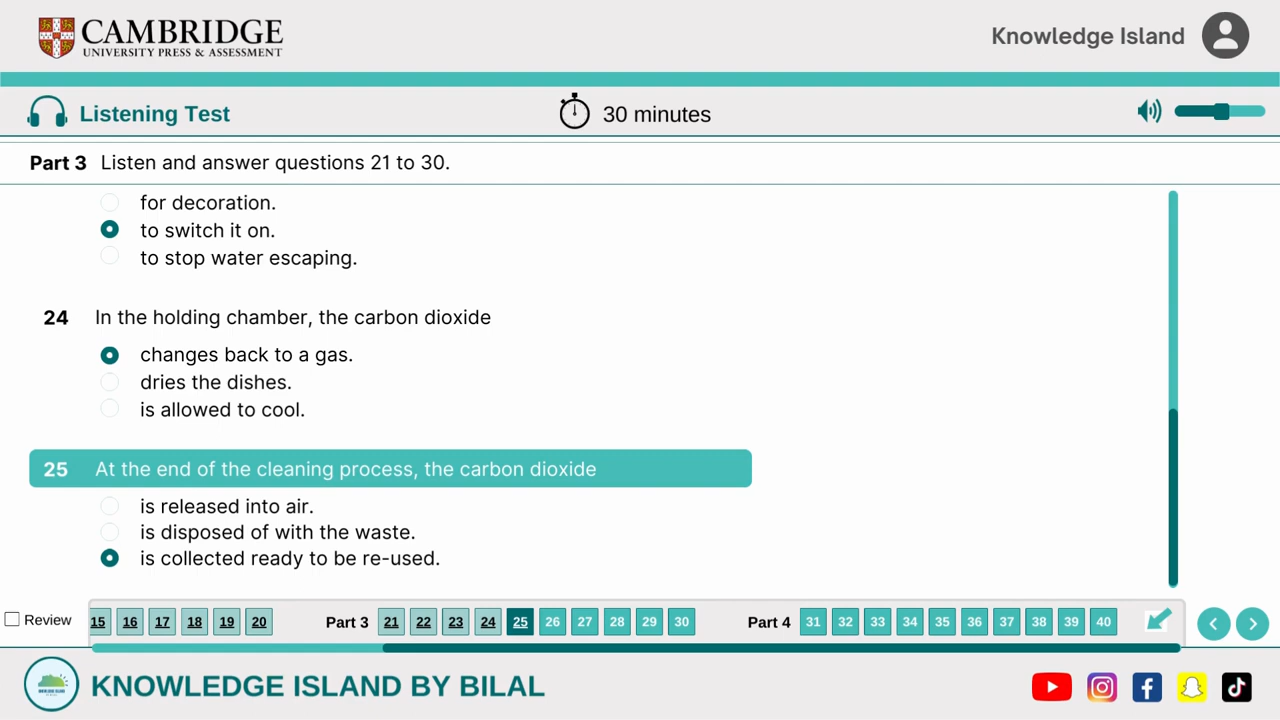 CAMBRIDGE
UNIVERSITY PRESS & ASSESSMENT
Knowledge Island
Listening Test
30 minutes
Part 3 Listen and answer questions 21 to 30.
for decoration.
to switch it on.
to stop water escaping.
24 In the holding chamber, the carbon dioxide
changes back to a gas.
dries the dishes.
is allowed to cool.
25 At the end of the cleaning process, the carbon dioxide
is released into air.
is disposed of with the waste.
is collected ready to be re-used.
Review 15 16 17 18 19 20 Part 3 21 22 23 24 25 26 27 28 29 30 Part 4 31 32 33 34 35 36 37 38 39 40
KNOWLEDGE ISLAND BY BILAL